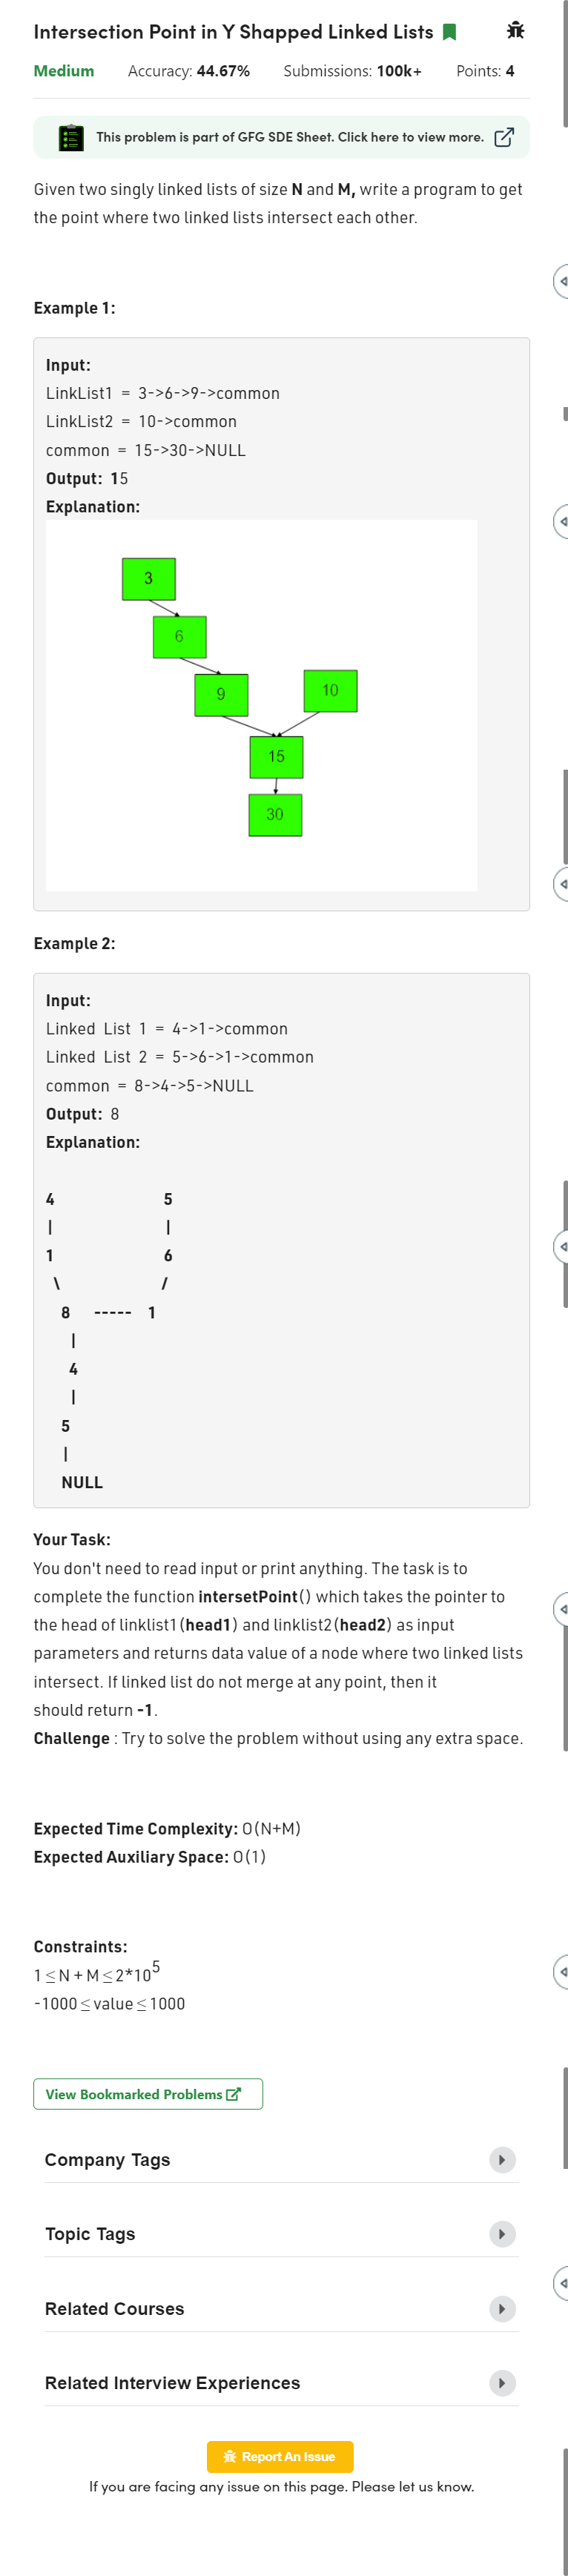 Intersection Point in Y Shapped Linked Lists
Medium Accuracy: 44.67% Submissions: 100k+ Points: 4
This problem is part of GFG SDE Sheet. Click here to view more.
Given two singly linked lists of size N and M, write a program to get
the point where two linked lists intersect each other.
Example 1:
Input:
LinkList1 = 3->6->9->common
LinkList2 = 10->common
common = 15->30->NULL
Output: 15
Explanation:
3
6
9 10
15
30
Example 2:
Input:
Linked List 1 = 4->1->common
Linked List 2 = 5->6->1->common
common = 8->4->5->NULL
Output: 8
Explanation:
4 5
| |
1 6
\ /
8 ----- 1
|
4
|
5
|
NULL
Your Task:
You don't need to read input or print anything. The task is to
complete the function intersetPoint() which takes the pointer to
the head of linklist1(head1) and linklist2(head2) as input
parameters and returns data value of a node where two linked lists
intersect. If linked list do not merge at any point, then it
should return -1.
Challenge : Try to solve the problem without using any extra space.
Expected Time Complexity: O(N+M)
Expected Auxiliary Space: O(1)
Constraints:
1 ≤ N + M ≤ 2*10^5
-1000 ≤ value ≤ 1000
View Bookmarked Problems
Company Tags
Topic Tags
Related Courses
Related Interview Experiences
Report An Issue
If you are facing any issue on this page. Please let us know.